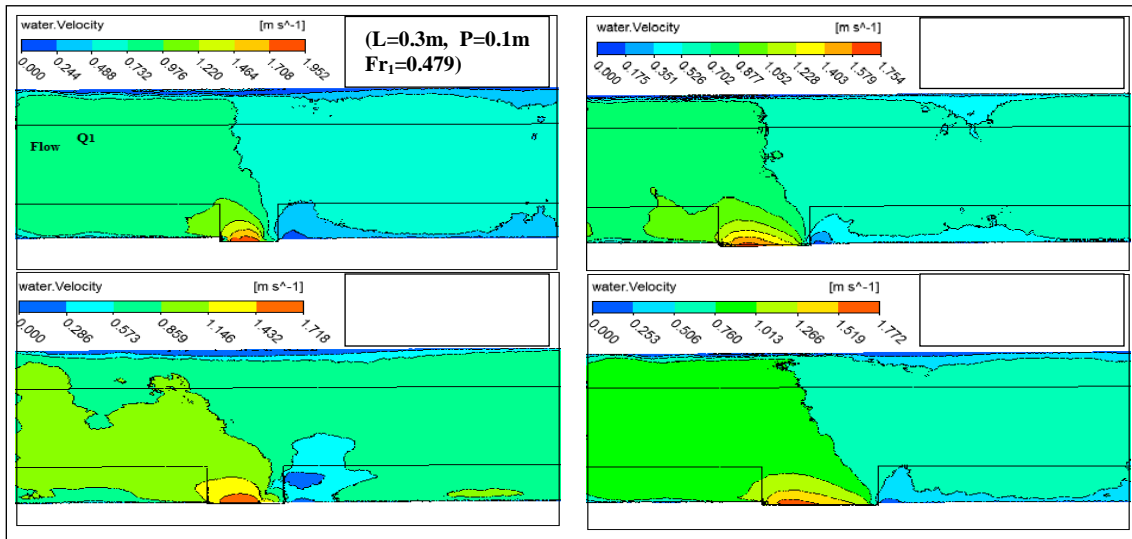 water.Velocity [m s^-1]
0.000 0.244 0.488 0.732 0.976 1.220 1.464 1.708 1.952
(L=0.3m, P=0.1m
Fr₁=0.479)
Flow Q1
water.Velocity [m s^-1]
0.000 0.175 0.351 0.526 0.702 0.877 1.052 1.228 1.403 1.579 1.754
water.Velocity [m s^-1]
0.000 0.286 0.573 0.859 1.146 1.432 1.718
water.Velocity [m s^-1]
0.000 0.253 0.506 0.760 1.013 1.266 1.519 1.772